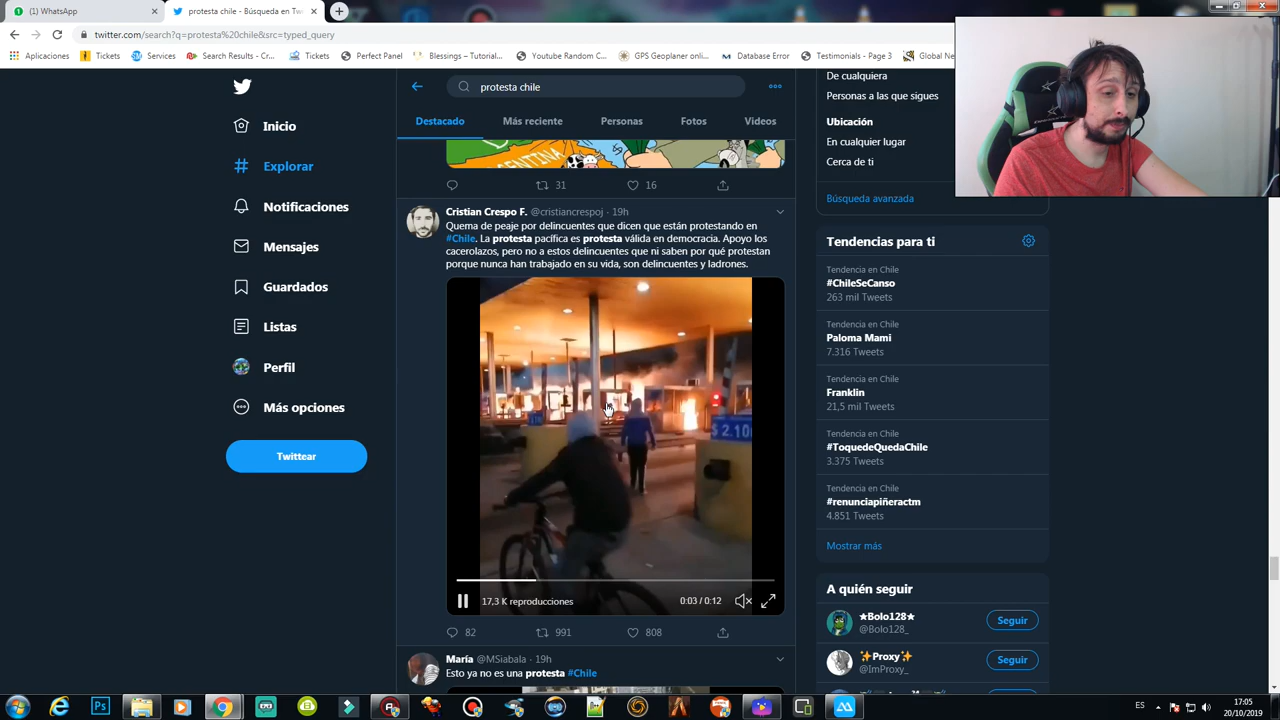 (1) WhatsApp
protesta chile - Búsqueda en Tw
twitter.com/search?q=protesta%20chile&src=typed_query
Aplicaciones
Tickets
Services
Search Results - Cr...
Tickets
Perfect Panel
Blessings – Tutorial...
Youtube Random C...
GPS Geoplaner onli...
Database Error
Testimonials - Page 3
Global Ne
protesta chile
Destacado
Más reciente
Personas
Fotos
Videos
Inicio
Explorar
Notificaciones
Mensajes
Guardados
Listas
Perfil
Más opciones
Twittear
31
16
Cristian Crespo F. @cristiancrespoj · 19h
Quema de peaje por delincuentes que dicen que están protestando en
#Chile. La protesta pacífica es protesta válida en democracia. Apoyo los
cacerolazos, pero no a estos delincuentes que ni saben por qué protestan
porque nunca han trabajado en su vida, son delincuentes y ladrones.
$ 2.10
17,3 K reproducciones
0:03 / 0:12
82
991
808
María @MSiabala · 19h
Esto ya no es una protesta #Chile
De cualquiera
Personas a las que sigues
Ubicación
En cualquier lugar
Cerca de ti
Búsqueda avanzada
Tendencias para ti
Tendencia en Chile
#ChileSeCanso
263 mil Tweets
Tendencia en Chile
Paloma Mami
7.316 Tweets
Tendencia en Chile
Franklin
21,5 mil Tweets
Tendencia en Chile
#ToquedeQuedaChile
3.375 Tweets
Tendencia en Chile
#renunciapiñeractm
4.851 Tweets
Mostrar más
A quién seguir
★Bolo128★
@Bolo128_
Seguir
✨Proxy✨
@ImProxy_
Seguir
ES
17:05
20/10/2019